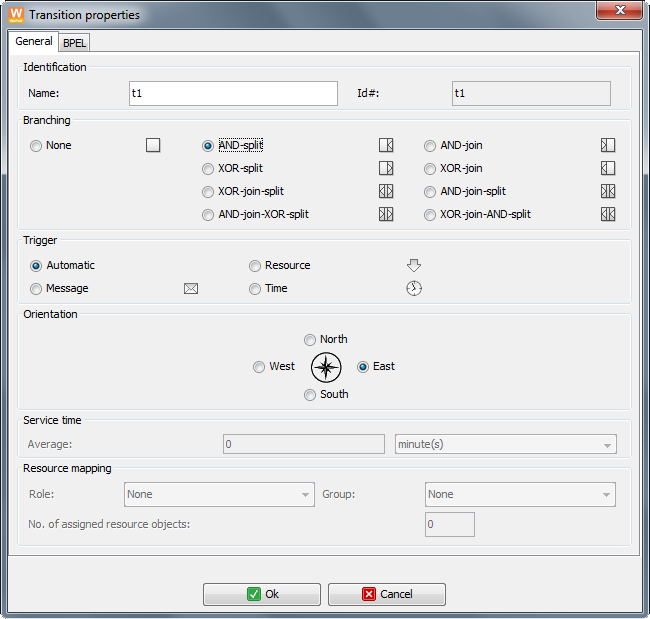 W Transition properties
General BPEL
Identification
Name: t1 Id#: t1
Branching
None AND-split AND-join
XOR-split XOR-join
XOR-join-split AND-join-split
AND-join-XOR-split XOR-join-AND-split
Trigger
Automatic Resource
Message Time
Orientation
North
West East
South
Service time
Average: 0 minute(s)
Resource mapping
Role: None Group: None
No. of assigned resource objects: 0
Ok Cancel